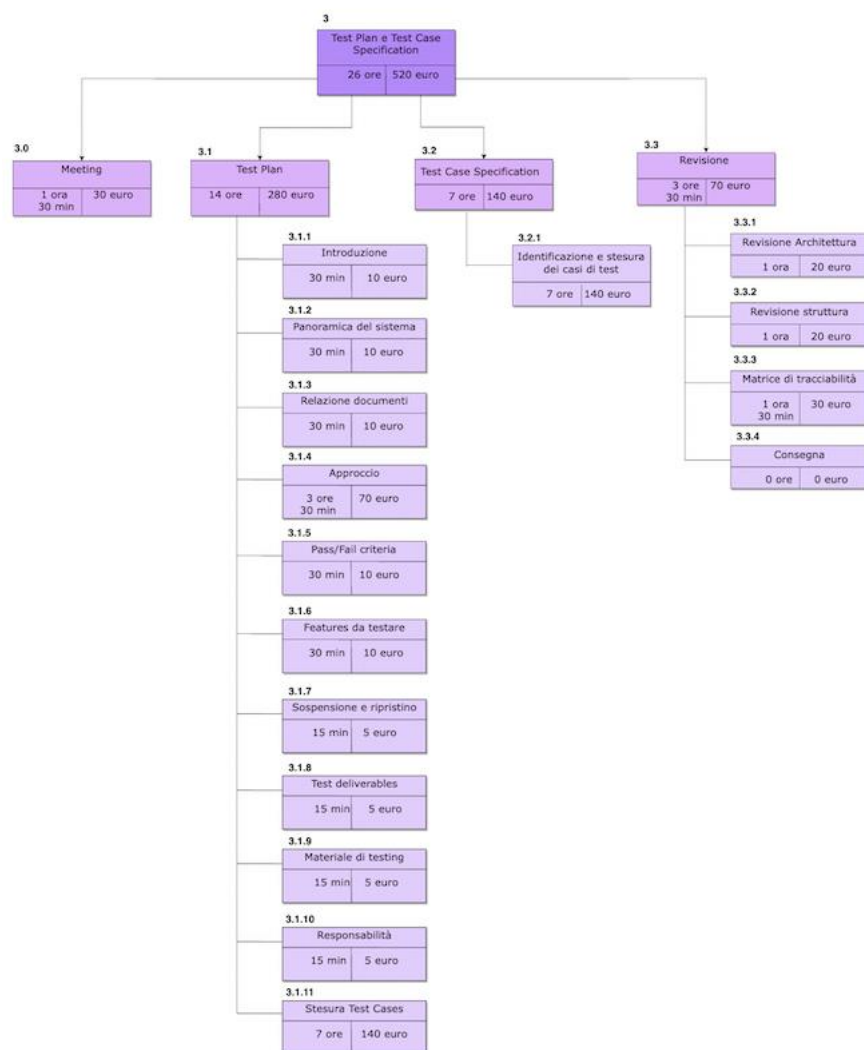 3
Test Plan e Test Case
Specification
26 ore 520 euro
3.0
Meeting
1 ora 30 euro
30 min
3.1
Test Plan
14 ore 280 euro
3.2
Test Case Specification
7 ore 140 euro
3.3
Revisione
3 ore 70 euro
30 min
3.1.1
Introduzione
30 min 10 euro
3.1.2
Panoramica del sistema
30 min 10 euro
3.1.3
Relazione documenti
30 min 10 euro
3.1.4
Approccio
3 ore 70 euro
30 min
3.1.5
Pass/Fail criteria
30 min 10 euro
3.1.6
Features da testare
30 min 10 euro
3.1.7
Sospensione e ripristino
15 min 5 euro
3.1.8
Test deliverables
15 min 5 euro
3.1.9
Materiale di testing
15 min 5 euro
3.1.10
Responsabilità
15 min 5 euro
3.1.11
Stesura Test Cases
7 ore 140 euro
3.2.1
Identificazione e stesura
dei casi di test
7 ore 140 euro
3.3.1
Revisione Architettura
1 ora 20 euro
3.3.2
Revisione struttura
1 ora 20 euro
3.3.3
Matrice di tracciabilità
1 ora 30 euro
30 min
3.3.4
Consegna
0 ore 0 euro